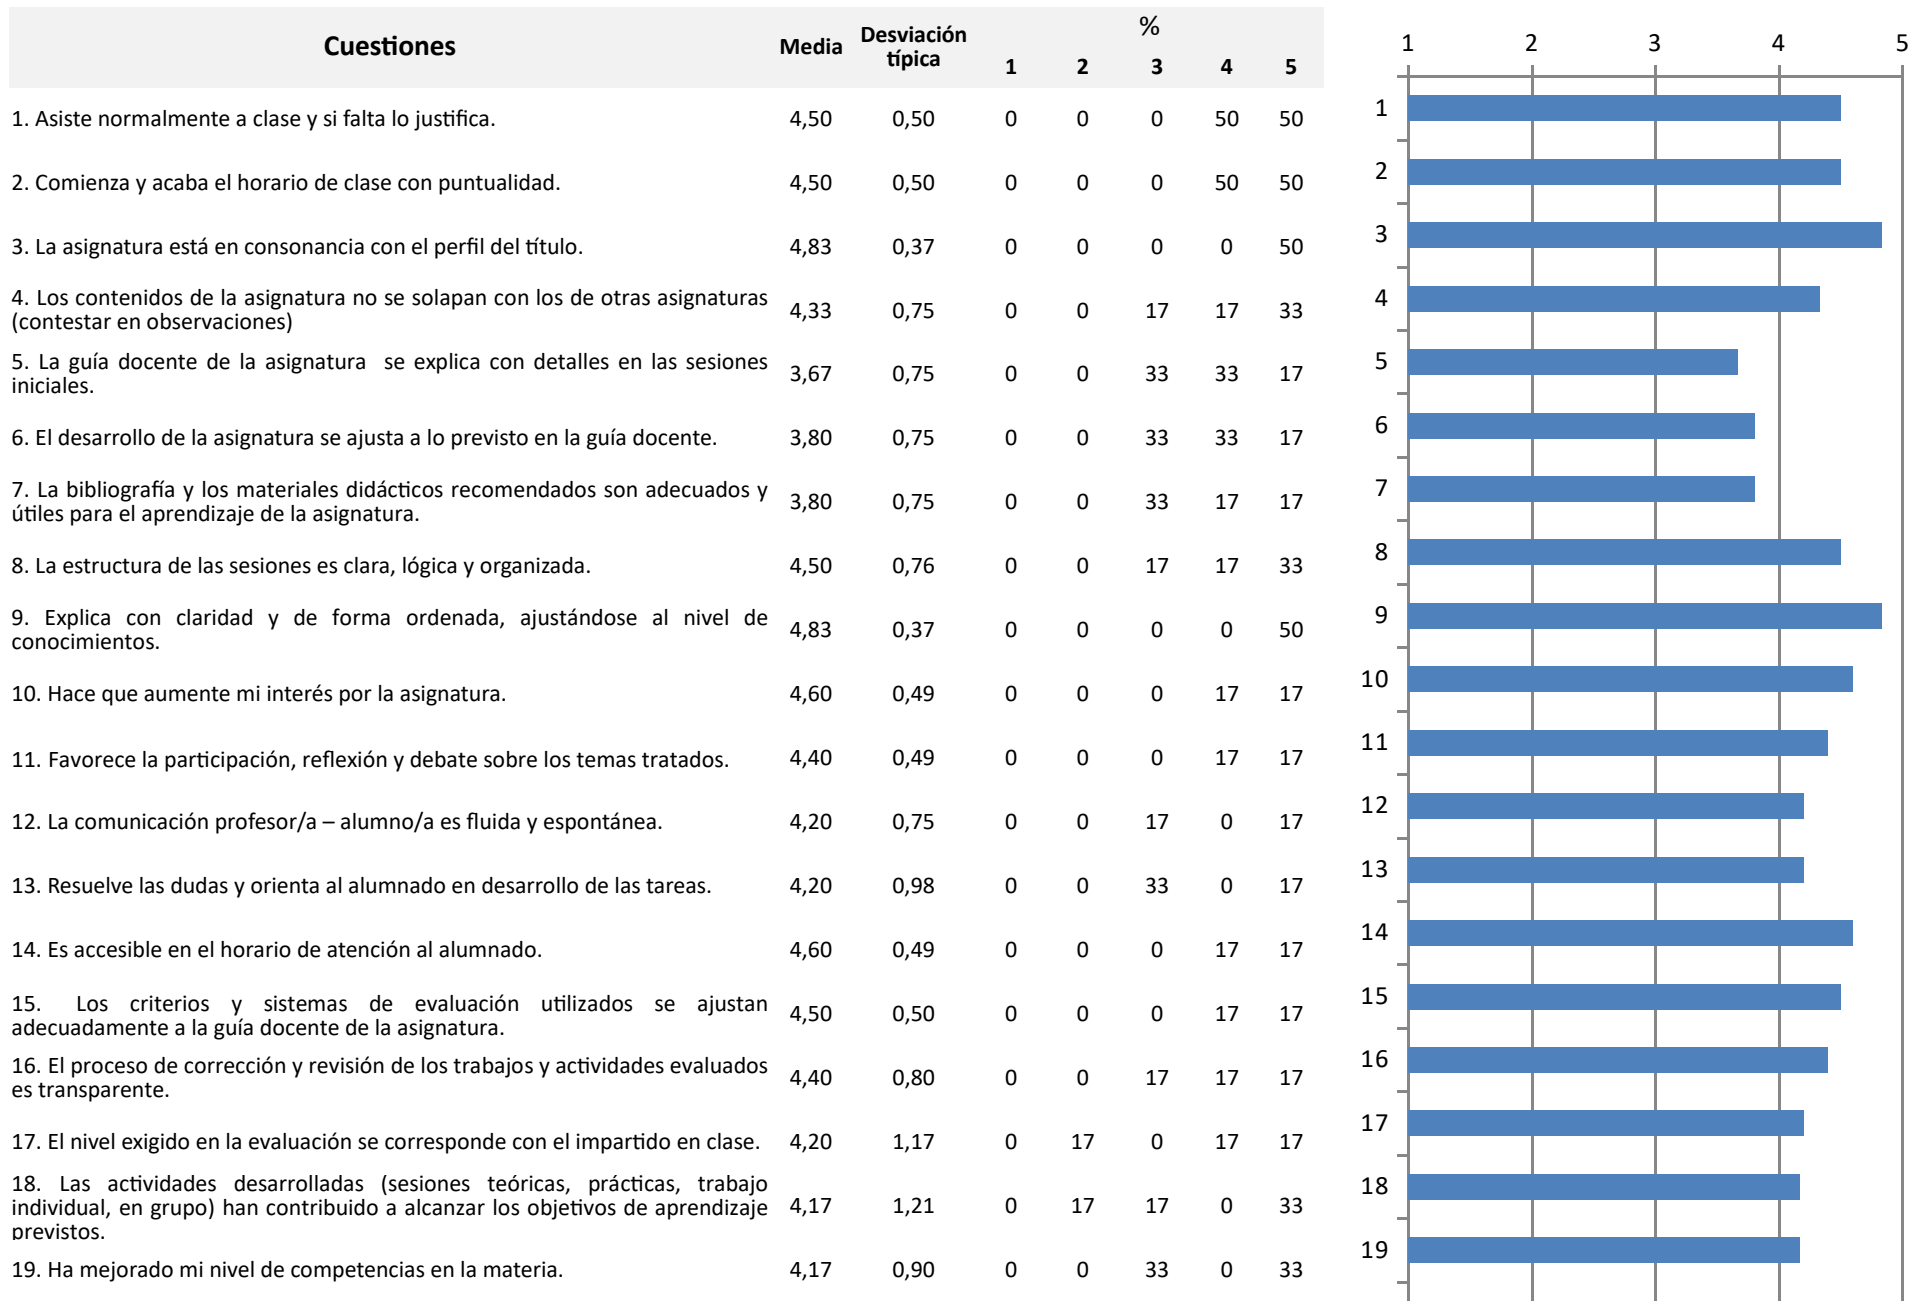 Cuestiones Media Desviación típica %
1 2 3 4 5
1. Asiste normalmente a clase y si falta lo justifica. 4,50 0,50 0 0 0 50 50
2. Comienza y acaba el horario de clase con puntualidad. 4,50 0,50 0 0 0 50 50
3. La asignatura está en consonancia con el perfil del título. 4,83 0,37 0 0 0 0 50
4. Los contenidos de la asignatura no se solapan con los de otras asignaturas
(contestar en observaciones) 4,33 0,75 0 0 17 17 33
5. La guía docente de la asignatura se explica con detalles en las sesiones
iniciales. 3,67 0,75 0 0 33 33 17
6. El desarrollo de la asignatura se ajusta a lo previsto en la guía docente. 3,80 0,75 0 0 33 33 17
7. La bibliografía y los materiales didácticos recomendados son adecuados y
útiles para el aprendizaje de la asignatura. 3,80 0,75 0 0 33 17 17
8. La estructura de las sesiones es clara, lógica y organizada. 4,50 0,76 0 0 17 17 33
9. Explica con claridad y de forma ordenada, ajustándose al nivel de
conocimientos. 4,83 0,37 0 0 0 0 50
10. Hace que aumente mi interés por la asignatura. 4,60 0,49 0 0 0 17 17
11. Favorece la participación, reflexión y debate sobre los temas tratados. 4,40 0,49 0 0 0 17 17
12. La comunicación profesor/a – alumno/a es fluida y espontánea. 4,20 0,75 0 0 17 0 17
13. Resuelve las dudas y orienta al alumnado en desarrollo de las tareas. 4,20 0,98 0 0 33 0 17
14. Es accesible en el horario de atención al alumnado. 4,60 0,49 0 0 0 17 17
15. Los criterios y sistemas de evaluación utilizados se ajustan
adecuadamente a la guía docente de la asignatura. 4,50 0,50 0 0 0 17 17
16. El proceso de corrección y revisión de los trabajos y actividades evaluados
es transparente. 4,40 0,80 0 0 17 17 17
17. El nivel exigido en la evaluación se corresponde con el impartido en clase. 4,20 1,17 0 17 0 17 17
18. Las actividades desarrolladas (sesiones teóricas, prácticas, trabajo
individual, en grupo) han contribuido a alcanzar los objetivos de aprendizaje
previstos. 4,17 1,21 0 17 17 0 33
19. Ha mejorado mi nivel de competencias en la materia. 4,17 0,90 0 0 33 0 33
1 2 3 4 5
1
2
3
4
5
6
7
8
9
10
11
12
13
14
15
16
17
18
19